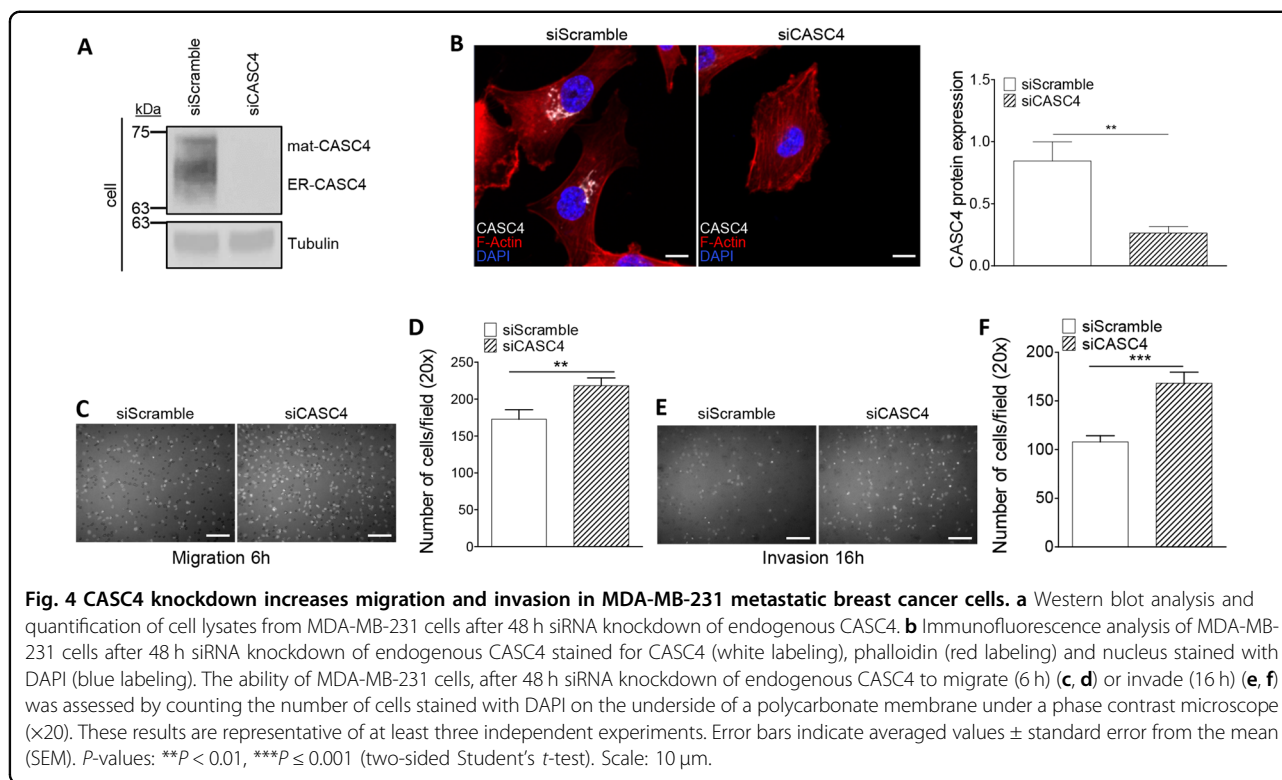 A
siScramble
siCASC4
kDa
75
mat-CASC4
ER-CASC4
63
63
Tubulin
cell
B
siScramble
siCASC4
CASC4
F-Actin
DAPI
CASC4
F-Actin
DAPI
siScramble
siCASC4
CASC4 protein expression
1.5
1.0
0.5
0.0
**
C
siScramble
siCASC4
Migration 6h
D
siScramble
siCASC4
Number of cells/field (20x)
250
200
150
100
50
0
**
E
siScramble
siCASC4
Invasion 16h
F
siScramble
siCASC4
Number of cells/field (20x)
200
150
100
50
0
***
Fig. 4 CASC4 knockdown increases migration and invasion in MDA-MB-231 metastatic breast cancer cells. a Western blot analysis and
quantification of cell lysates from MDA-MB-231 cells after 48 h siRNA knockdown of endogenous CASC4. b Immunofluorescence analysis of MDA-MB-
231 cells after 48 h siRNA knockdown of endogenous CASC4 stained for CASC4 (white labeling), phalloidin (red labeling) and nucleus stained with
DAPI (blue labeling). The ability of MDA-MB-231 cells, after 48 h siRNA knockdown of endogenous CASC4 to migrate (6 h) (c, d) or invade (16 h) (e, f)
was assessed by counting the number of cells stained with DAPI on the underside of a polycarbonate membrane under a phase contrast microscope
(×20). These results are representative of at least three independent experiments. Error bars indicate averaged values ± standard error from the mean
(SEM). P-values: **P < 0.01, ***P ≤ 0.001 (two-sided Student's t-test). Scale: 10 μm.